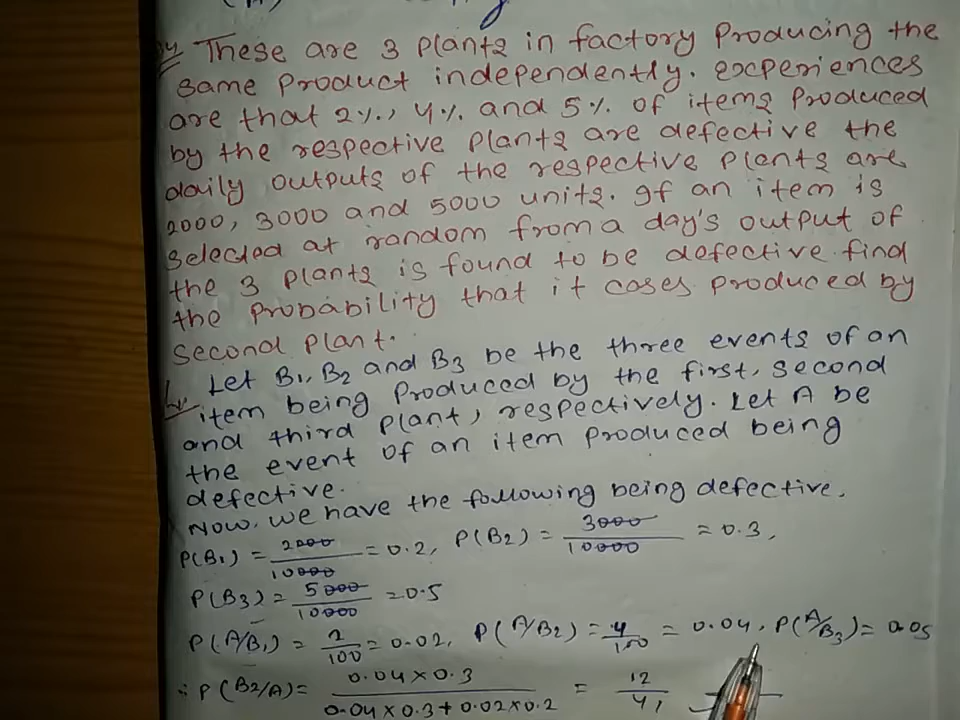 These are 3 plants in factory producing the
same product independently. experiences
are that 2%, 4% and 5% of items produced
by the respective plants are defective the
daily outputs of the respective plents are
2000, 3000 and 5000 units. gf an item is
selected at random from a day's output of
the 3 plants is found to be defective. find
the probability that it coses produced by
second plant.
Let B1, B2 and B3 be the three events of an
item being produced by the first, second
and third plant, respectively. Let A be
the event of an item produced being
defective.
Now, we have the following being defective.
P(B1) = 2000/10000 = 0.2, P(B2) = 3000/10000 = 0.3,
P(B3) = 5000/10000 = 0.5
P(A/B1) = 2/100 = 0.02, P(A/B2) = 4/100 = 0.04, P(A/B3) = 0.05
∴ P(B2/A) = 0.04 x 0.3 / 0.04 x 0.3 + 0.02 x 0.2 = 12/41